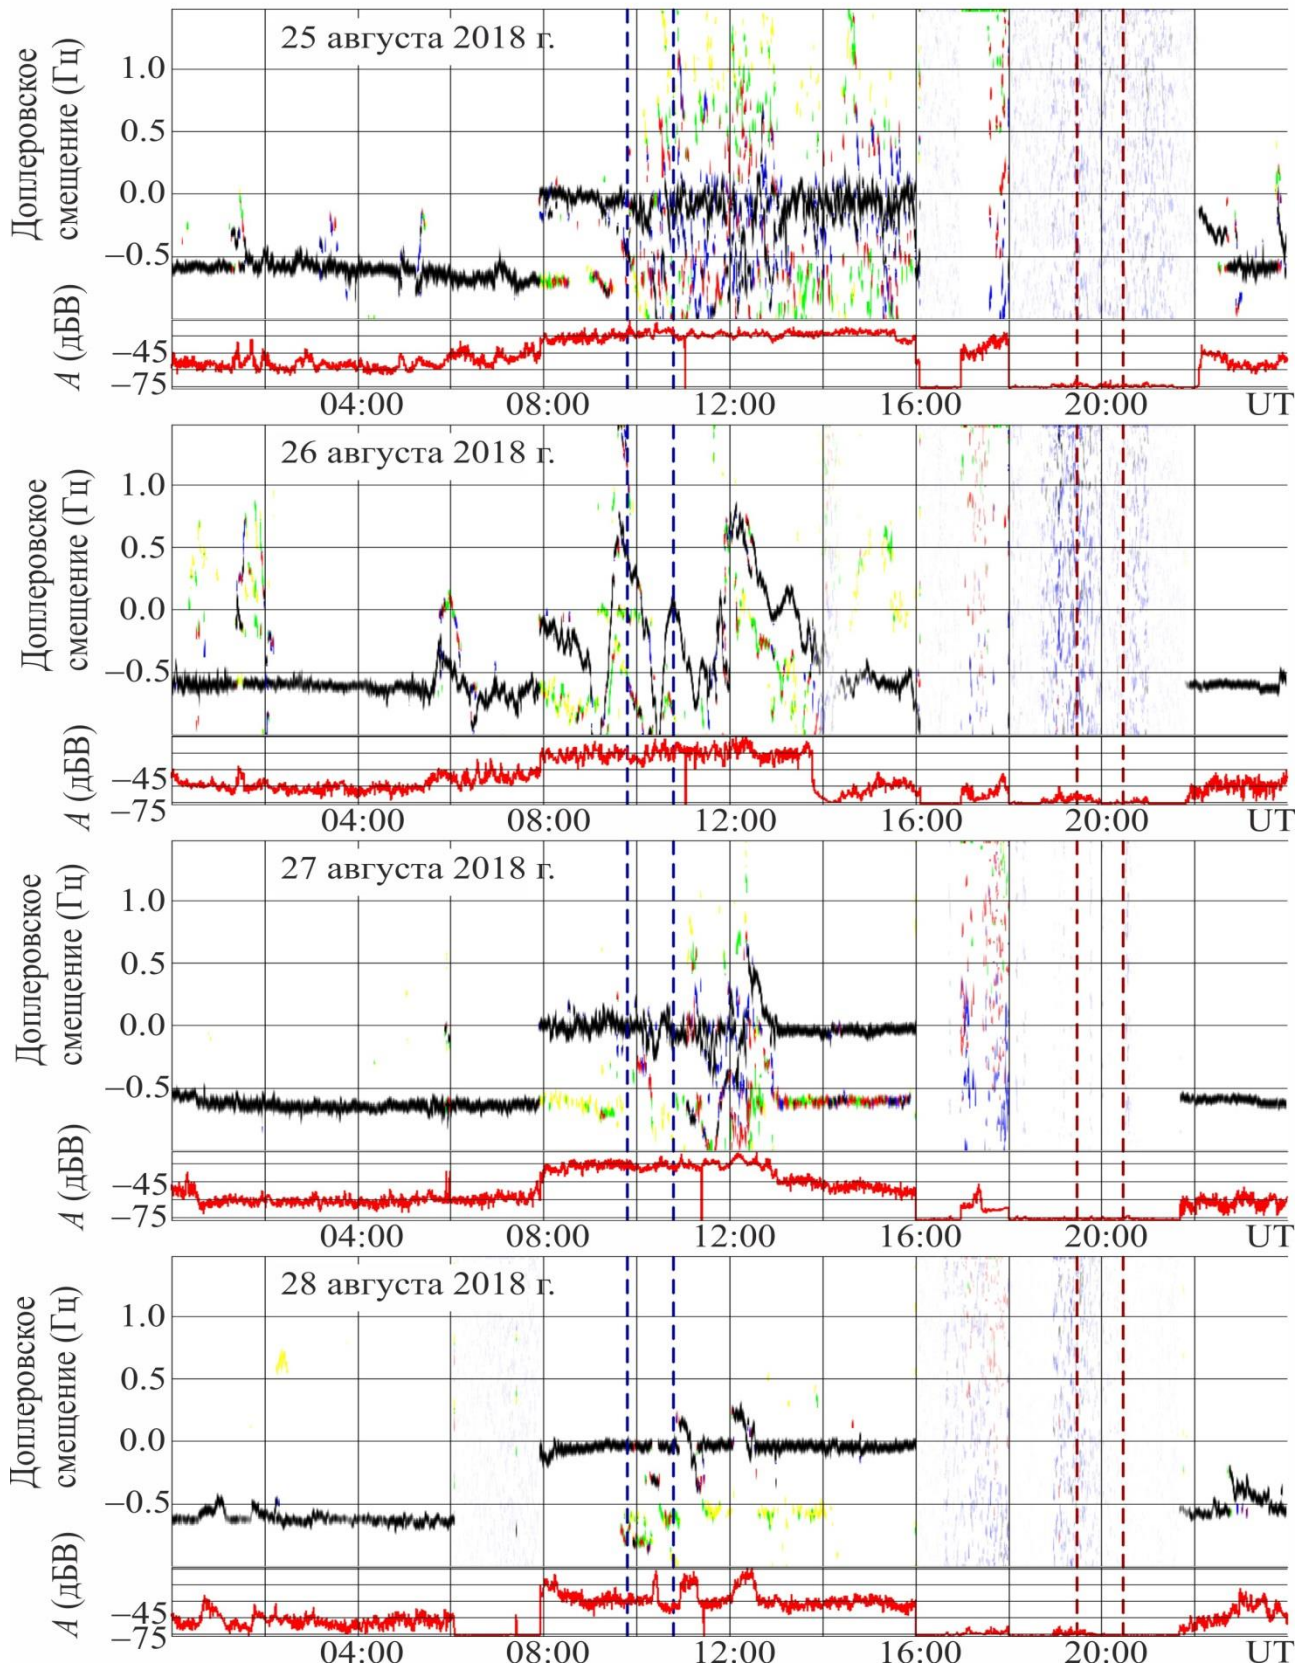 25 августа 2018 г.
Доплеровское
смещение (Гц)
1.0
0.5
0.0
−0.5
A (дБВ)
−45
−75
04:00 08:00 12:00 16:00 20:00 UT
26 августа 2018 г.
Доплеровское
смещение (Гц)
1.0
0.5
0.0
−0.5
A (дБВ)
−45
−75
04:00 08:00 12:00 16:00 20:00 UT
27 августа 2018 г.
Доплеровское
смещение (Гц)
1.0
0.5
0.0
−0.5
A (дБВ)
−45
−75
04:00 08:00 12:00 16:00 20:00 UT
28 августа 2018 г.
Доплеровское
смещение (Гц)
1.0
0.5
0.0
−0.5
A (дБВ)
−45
−75
04:00 08:00 12:00 16:00 20:00 UT